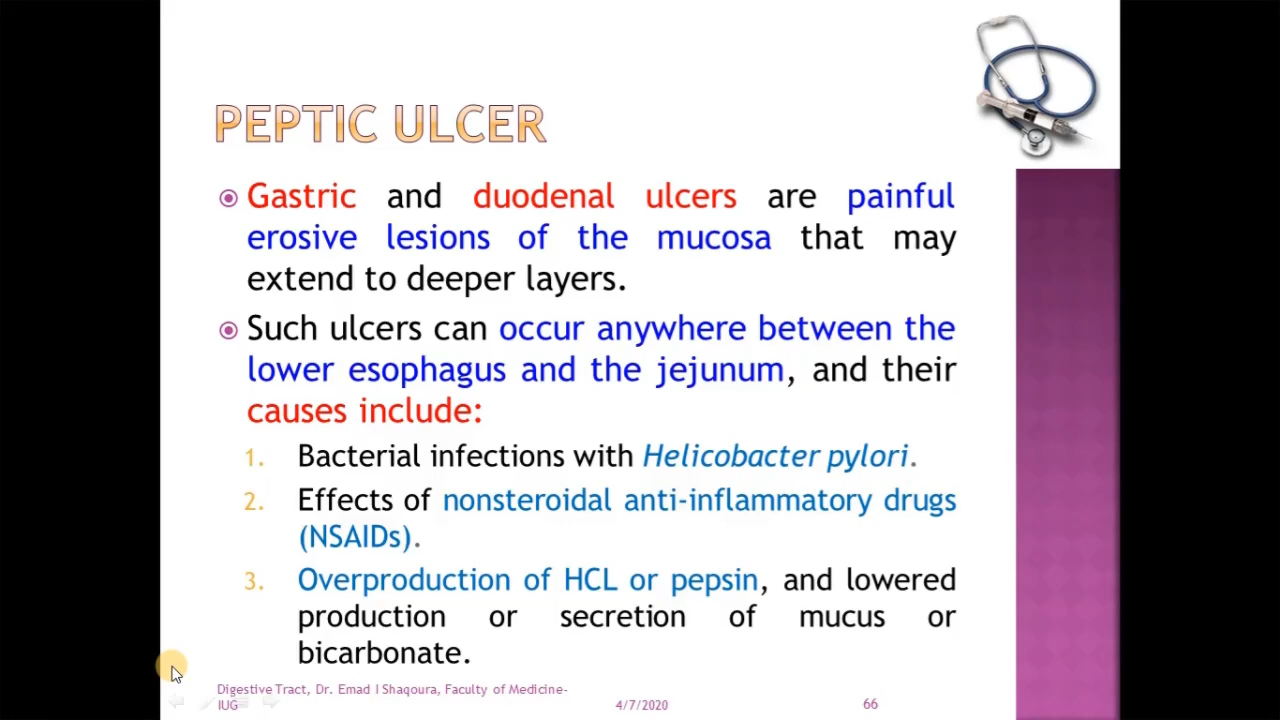 PEPTIC ULCER
Gastric and duodenal ulcers are painful
erosive lesions of the mucosa that may
extend to deeper layers.
Such ulcers can occur anywhere between the
lower esophagus and the jejunum, and their
causes include:
1. Bacterial infections with Helicobacter pylori.
2. Effects of nonsteroidal anti-inflammatory drugs
(NSAIDs).
3. Overproduction of HCL or pepsin, and lowered
production or secretion of mucus or
bicarbonate.
Digestive Tract, Dr. Emad I Shaqoura, Faculty of Medicine-
IUG
4/7/2020
66